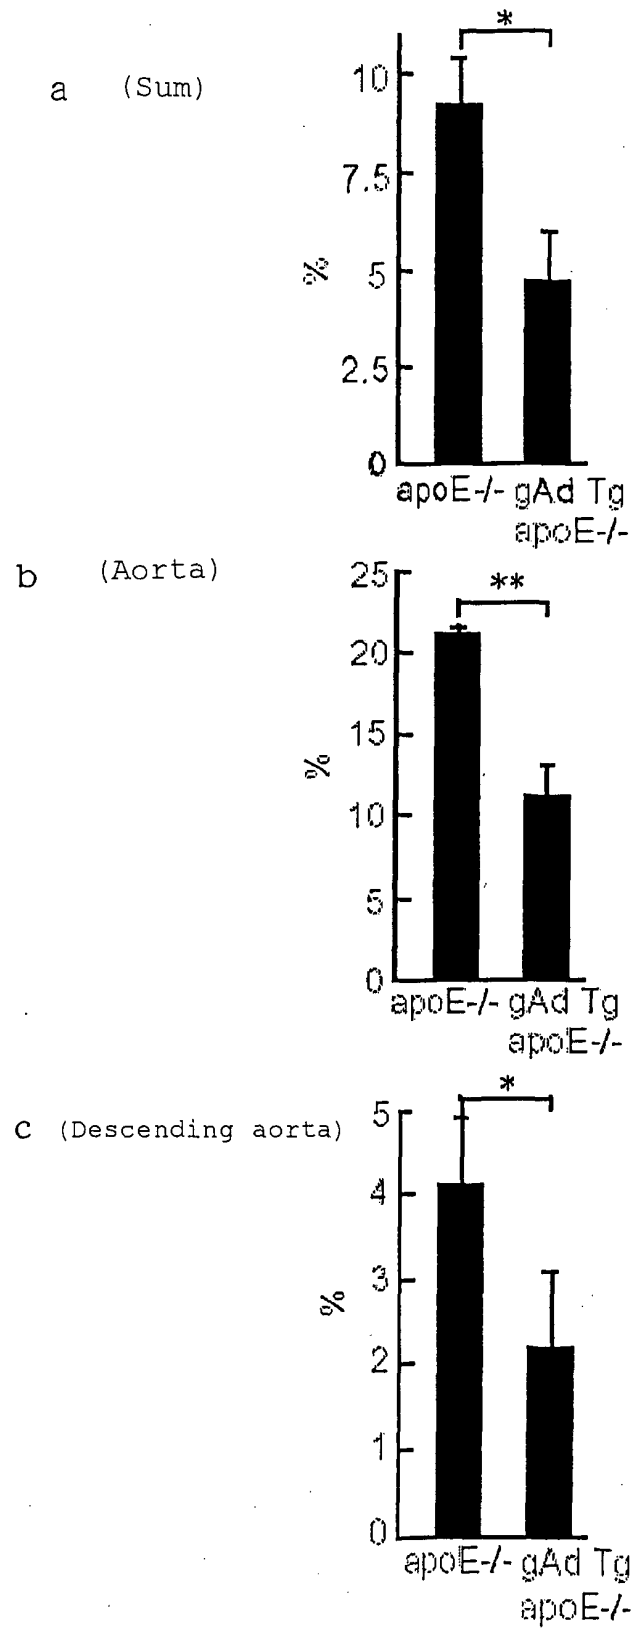 a (Sum)
*
10
7.5
%
5
2.5
0
apoE-/- gAd Tg
apoE-/-
b (Aorta)
25
**
20
15
%
10
5
0
apoE-/- gAd Tg
apoE-/-
c (Descending aorta)
*
5
4
3
%
2
1
0
apoE-/- gAd Tg
apoE-/-